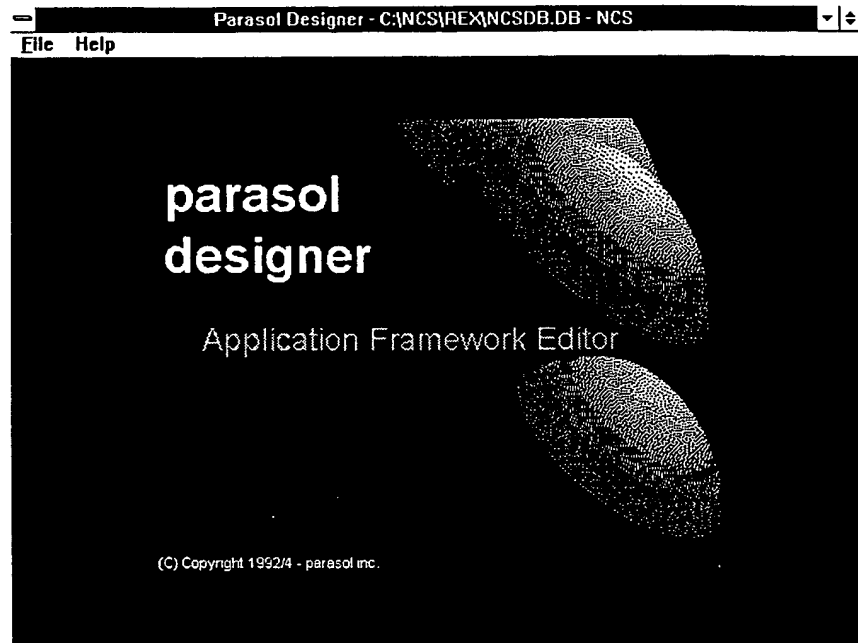 Parasol Designer - C:\NCS\REX\NCSDB.DB - NCS
File Help
parasol
designer
Application Framework Editor
(C) Copyright 1992/4 - parasol inc.